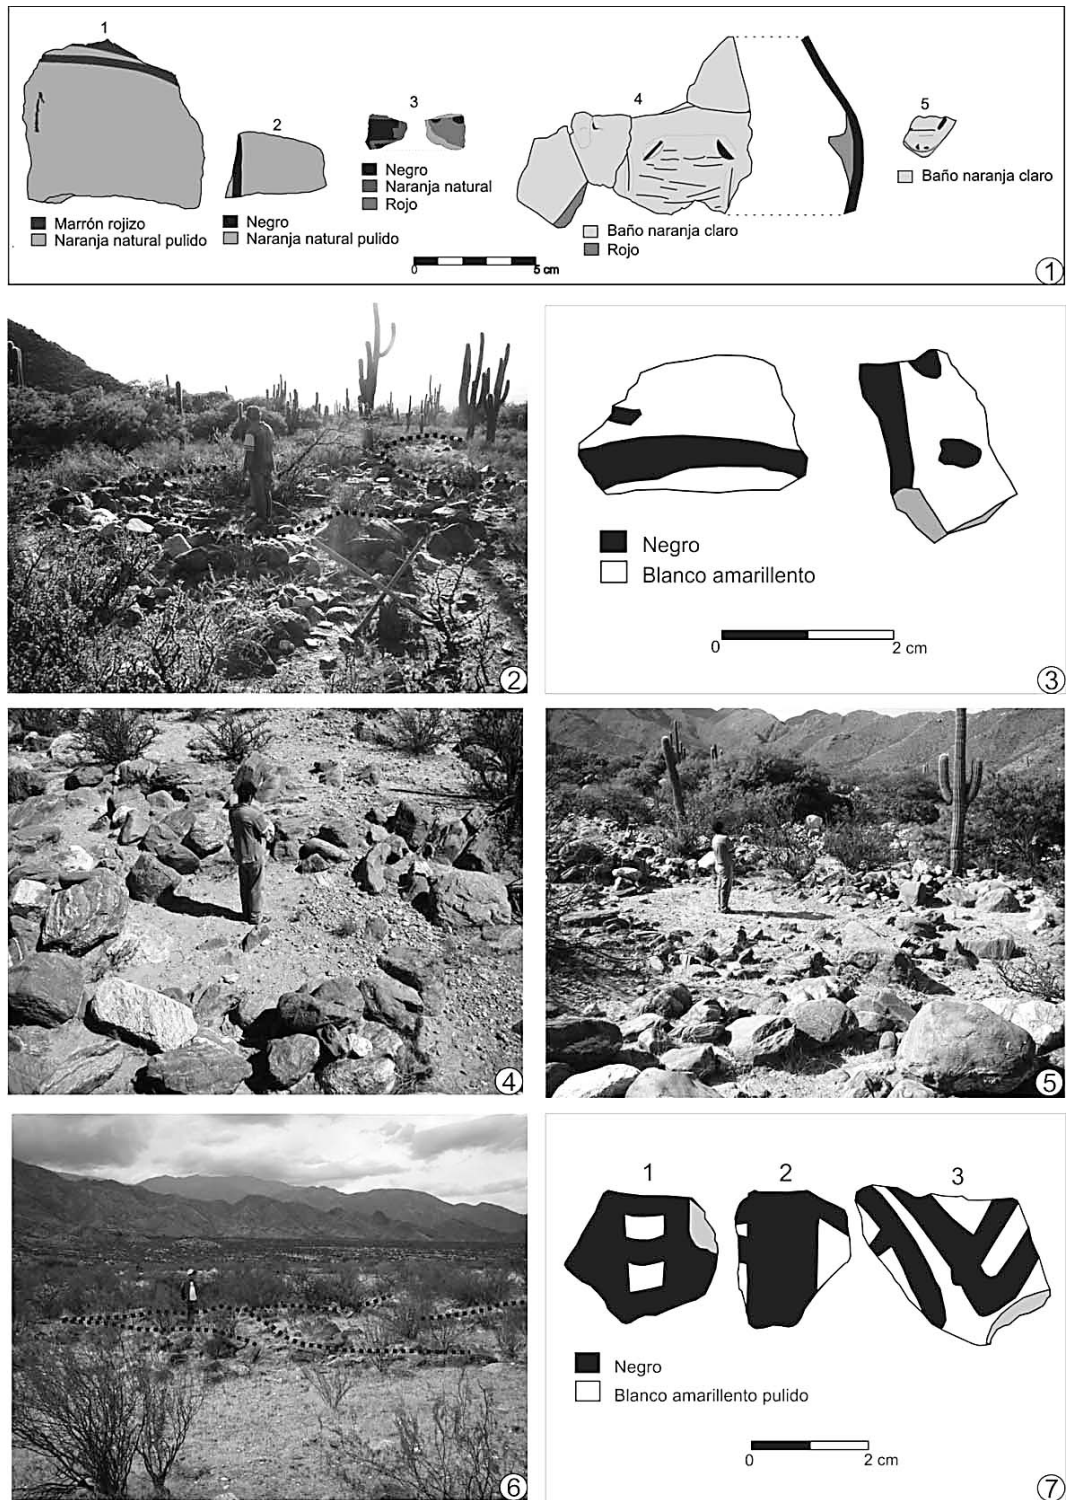 1
2
3
4
5
Marrón rojizo
Naranja natural pulido
Negro
Naranja natural pulido
Negro
Naranja natural
Rojo
Baño naranja claro
Rojo
Baño naranja claro
0 5 cm
1
2
Negro
Blanco amarillento
0 2 cm
3
4
5
6
1 2 3
Negro
Blanco amarillento pulido
0 2 cm
7